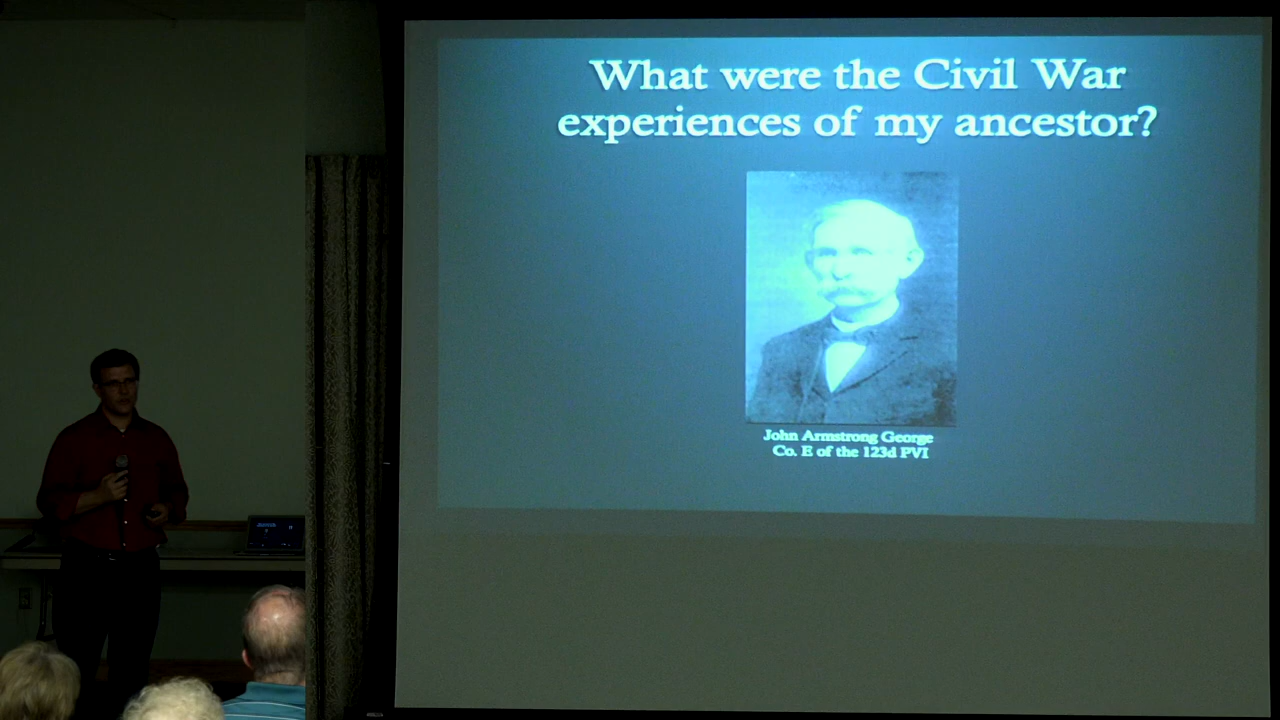 What were the Civil War
experiences of my ancestor?
John Armstrong George
Co. E of the 123d PVI